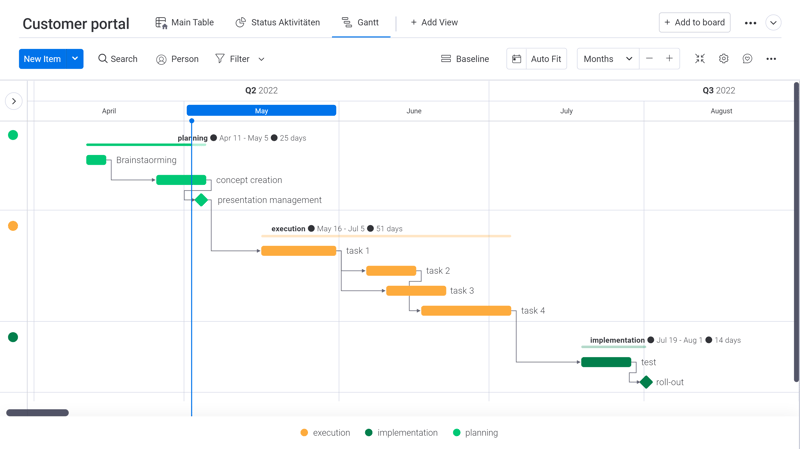 Customer portal
Main Table
Status Aktivitäten
Gantt
+ Add View
+ Add to board
New Item
Search
Person
Filter
Baseline
Auto Fit
Months
Q2 2022
Q3 2022
April
May
June
July
August
planning ● Apr 11 - May 5 ● 25 days
Brainstaorming
concept creation
presentation management
execution ● May 16 - Jul 5 ● 51 days
task 1
task 2
task 3
task 4
implementation ● Jul 19 - Aug 1 ● 14 days
test
roll-out
execution
implementation
planning